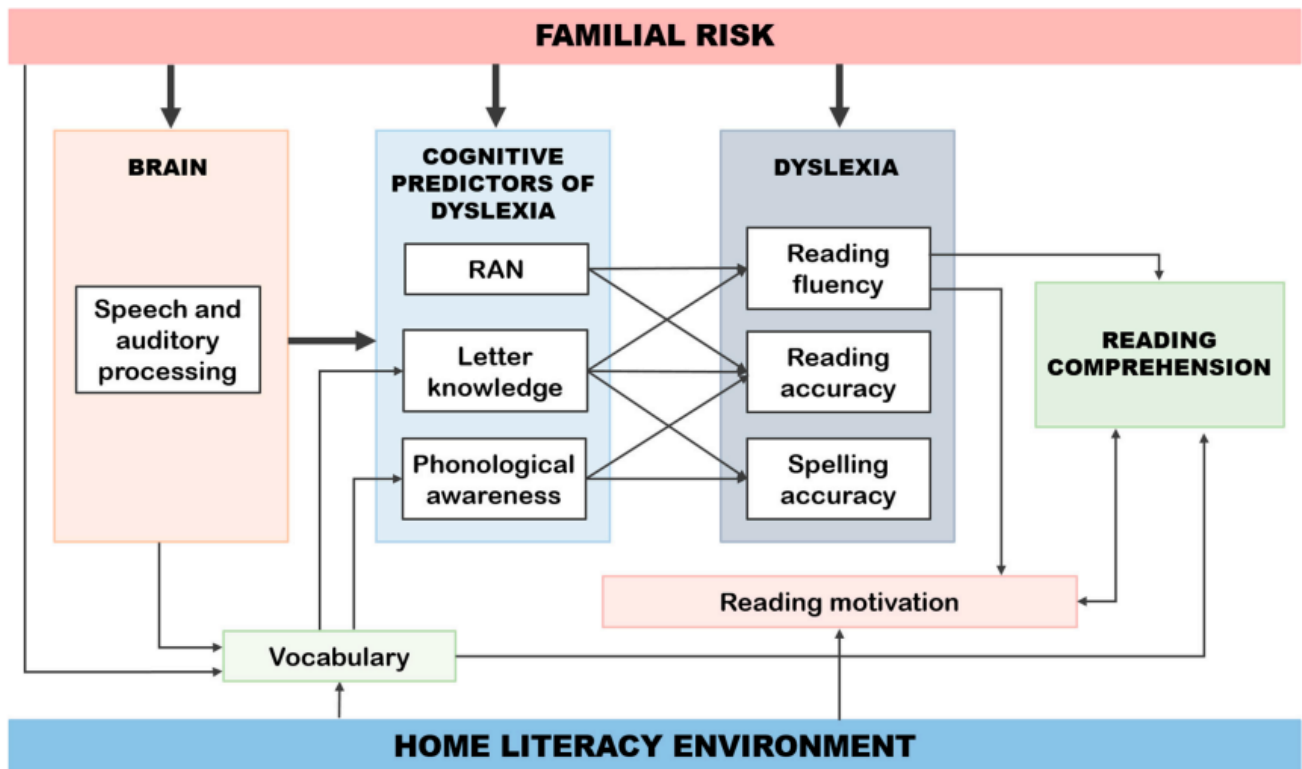 FAMILIAL RISK
BRAIN
Speech and
auditory
processing
COGNITIVE
PREDICTORS OF
DYSLEXIA
RAN
Letter
knowledge
Phonological
awareness
DYSLEXIA
Reading
fluency
Reading
accuracy
Spelling
accuracy
READING
COMPREHENSION
Reading motivation
Vocabulary
HOME LITERACY ENVIRONMENT